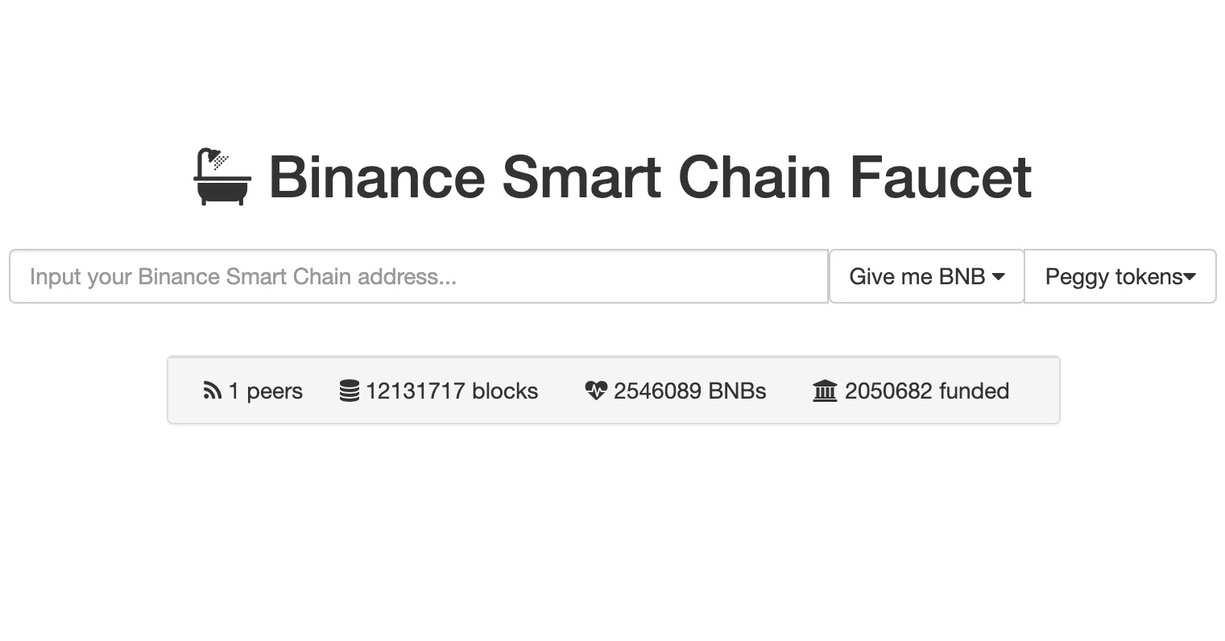 Binance Smart Chain Faucet
Input your Binance Smart Chain address... Give me BNB Peggy tokens
1 peers 12131717 blocks 2546089 BNBs 2050682 funded